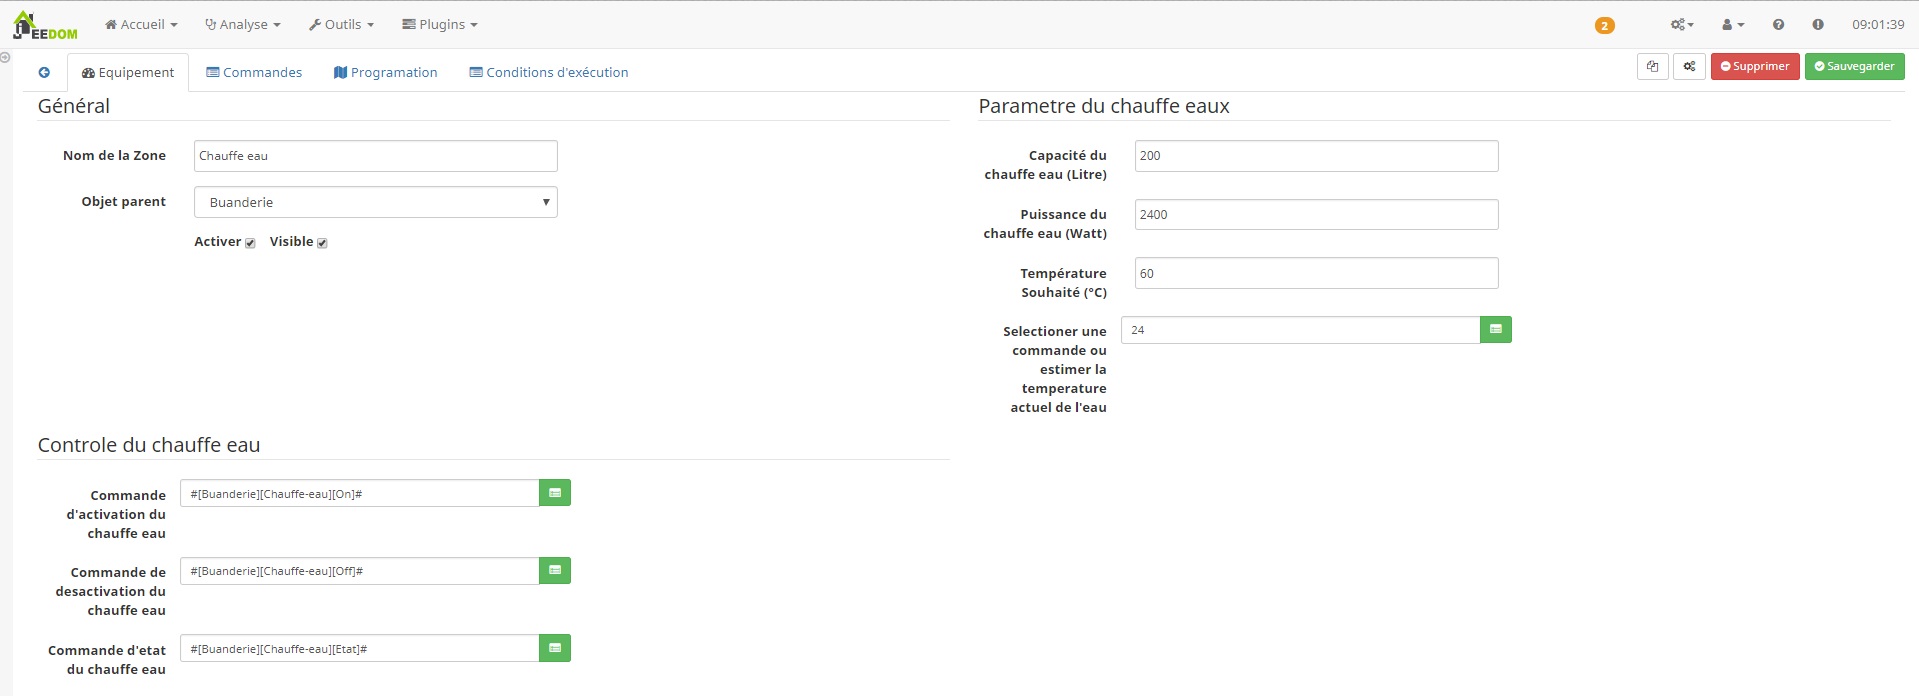 JEEDOM Accueil Analyse Outils Plugins 2 09:01:39
Equipement Commandes Programation Conditions d'exécution Supprimer Sauvegarder
Général
Nom de la Zone Chauffe eau
Objet parent Buanderie
Activer Visible
Parametre du chauffe eaux
Capacité du
chauffe eau (Litre)
200
Puissance du
chauffe eau (Watt)
2400
Température
Souhaité (°C)
60
Selectioner une
commande ou
estimer la
temperature
actuel de l'eau
24
Controle du chauffe eau
Commande
d'activation du
chauffe eau
#[Buanderie][Chauffe-eau][On]#
Commande de
desactivation du
chauffe eau
#[Buanderie][Chauffe-eau][Off]#
Commande d'etat
du chauffe eau
#[Buanderie][Chauffe-eau][Etat]#